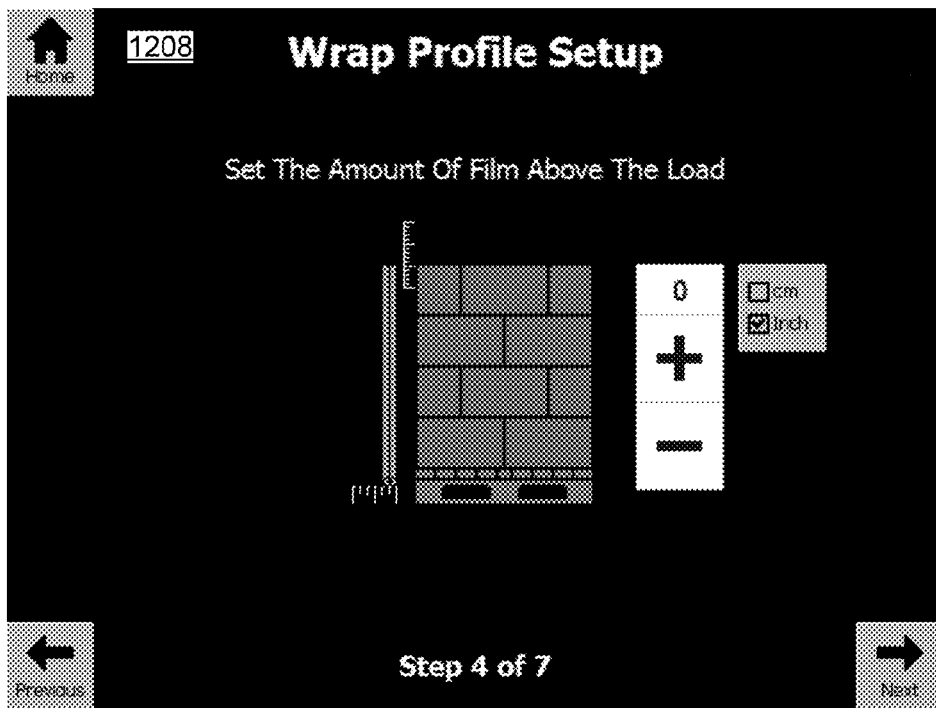 Home
1208
Wrap Profile Setup
Set The Amount Of Film Above The Load
0
cm
Inch
+
−
Previous
Step 4 of 7
Next